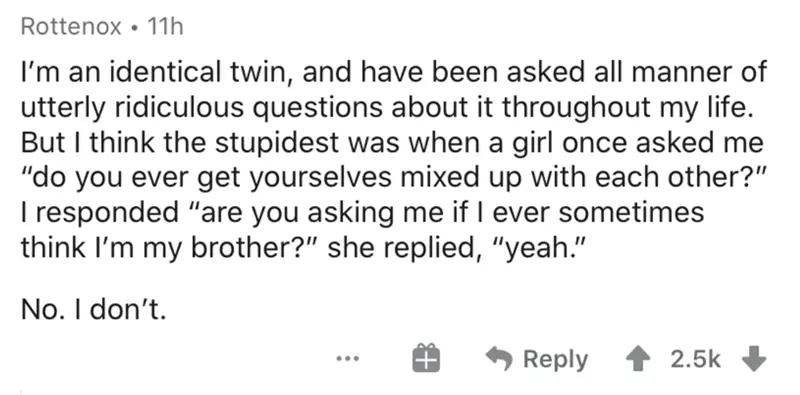 Rottenox • 11h
I’m an identical twin, and have been asked all manner of
utterly ridiculous questions about it throughout my life.
But I think the stupidest was when a girl once asked me
“do you ever get yourselves mixed up with each other?”
I responded “are you asking me if I ever sometimes
think I’m my brother?” she replied, “yeah.”
No. I don’t.
... Reply 2.5k